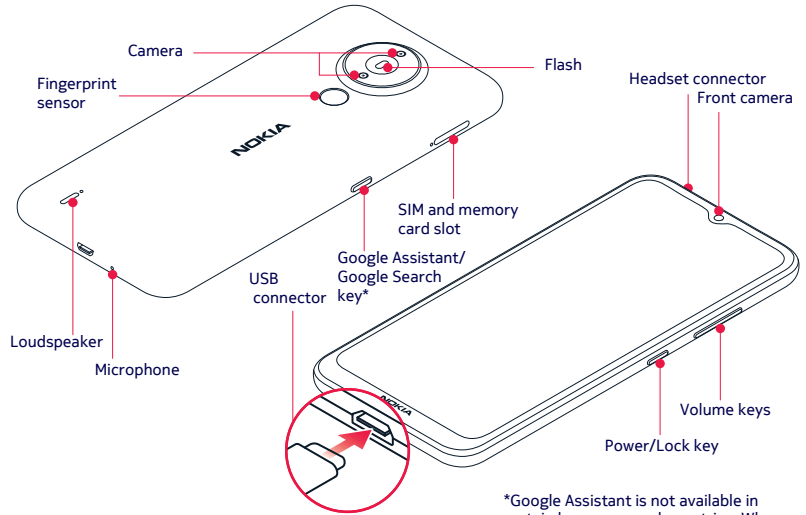 Camera
Flash
Fingerprint
sensor
Headset connector
Front camera
NOKIA
SIM and memory
card slot
Google Assistant/
Google Search
key*
USB
connector
Loudspeaker
Microphone
NOKIA
Volume keys
Power/Lock key
*Google Assistant is not available in